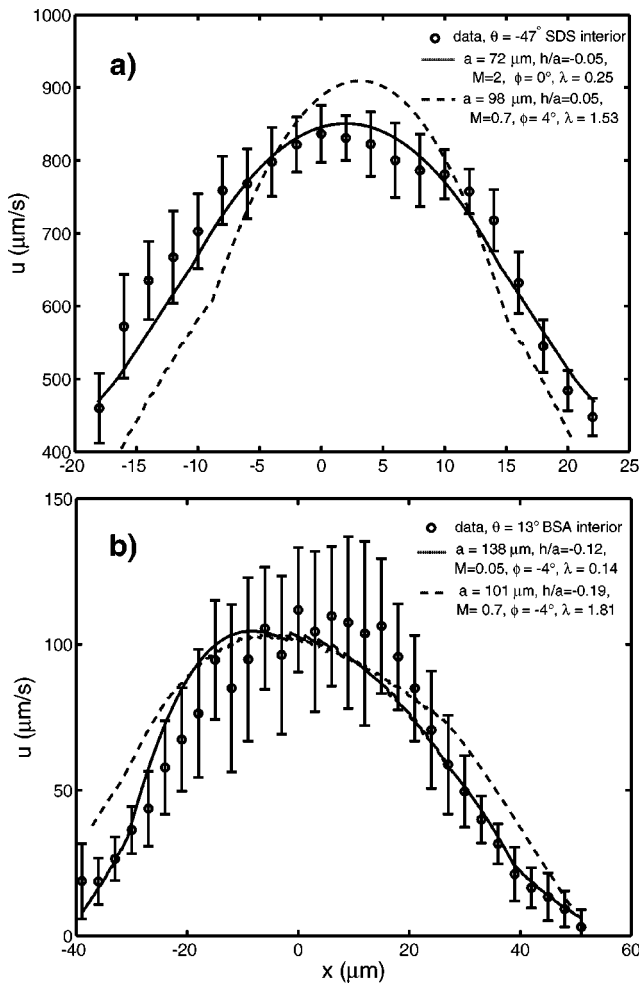 1000
900
800
700
600
500
400
u (μm/s)
a)
data, θ = -47° SDS interior
a = 72 μm, h/a=-0.05,
M=2, ϕ= 0°, λ = 0.25
a = 98 μm, h/a=0.05,
M=0.7, ϕ= 4°, λ = 1.53
-20 -15 -10 -5 0 5 10 15 20 25
150
100
50
0
u (μm/s)
b)
data, θ = 13° BSA interior
a = 138 μm, h/a=-0.12,
M=0.05, ϕ = -4°, λ = 0.14
a = 101 μm, h/a=-0.19,
M= 0.7, ϕ = -4°, λ = 1.81
-40 -20 0 20 40 60
x (μm)